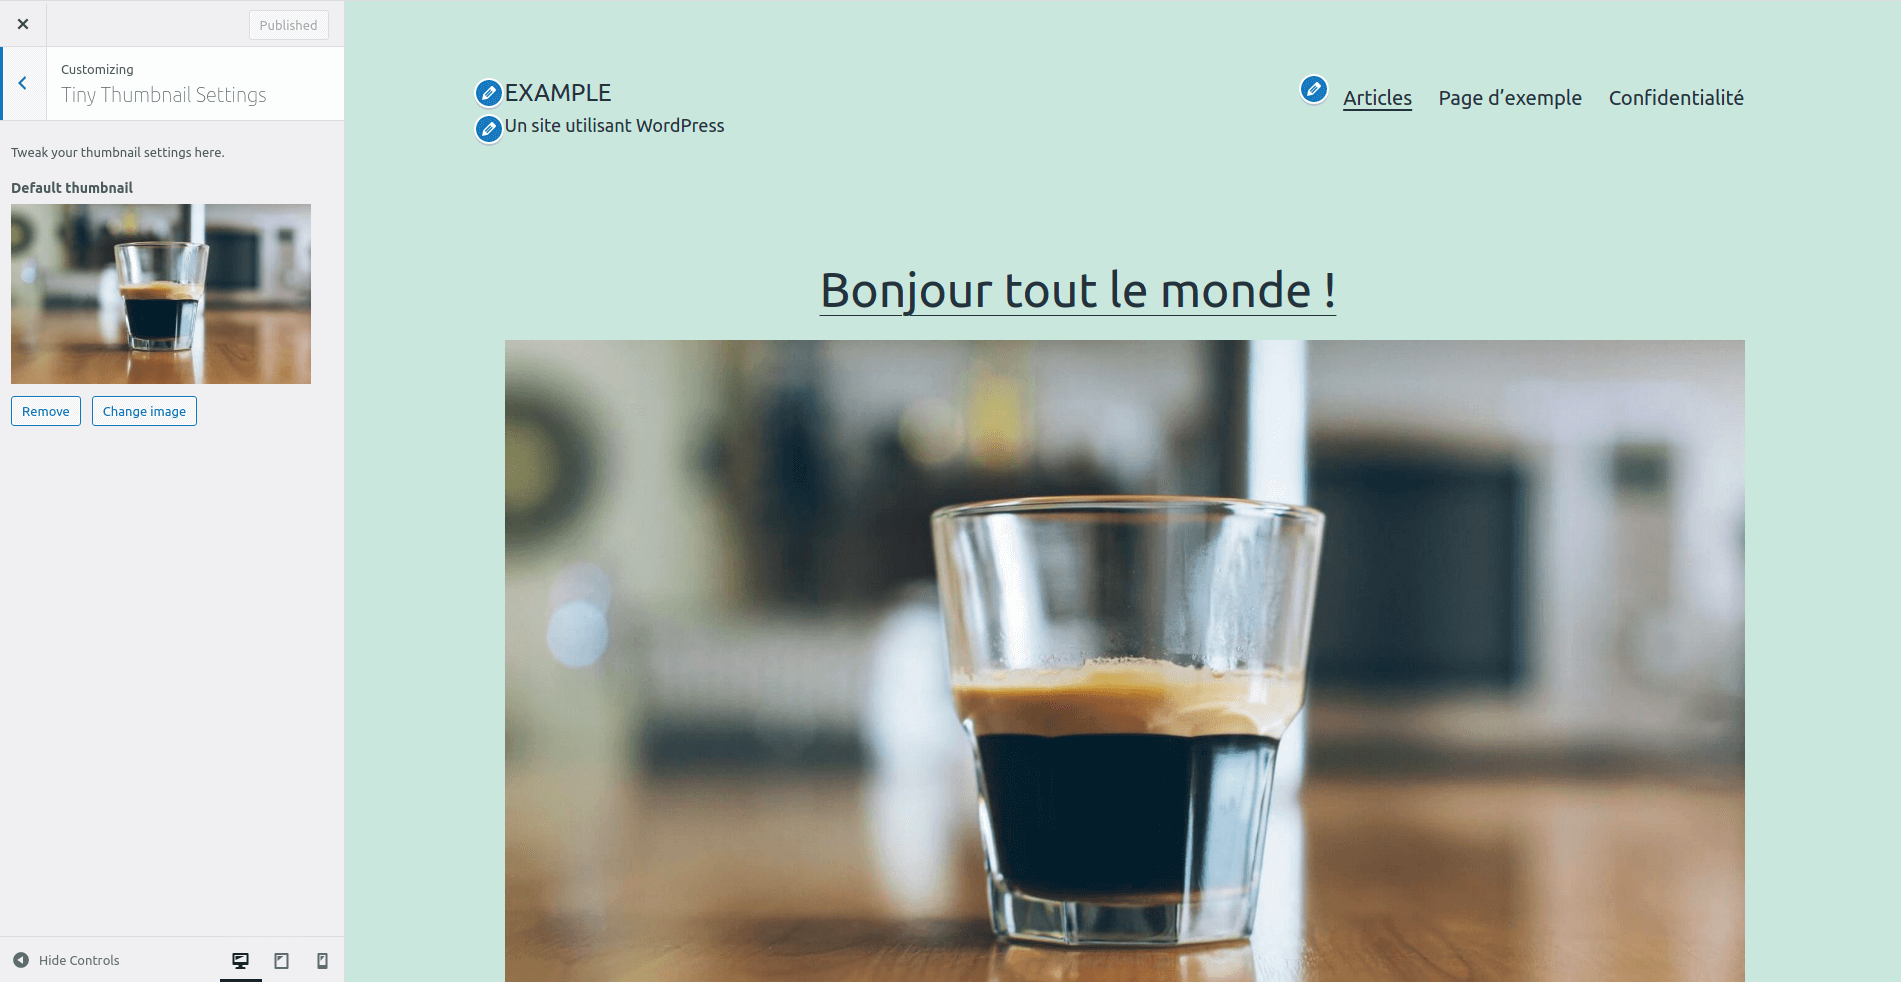 Published
Customizing
Tiny Thumbnail Settings
Tweak your thumbnail settings here.
Default thumbnail
Remove
Change image
Hide Controls
EXAMPLE
Un site utilisant WordPress
Articles
Page d’exemple
Confidentialité
Bonjour tout le monde !